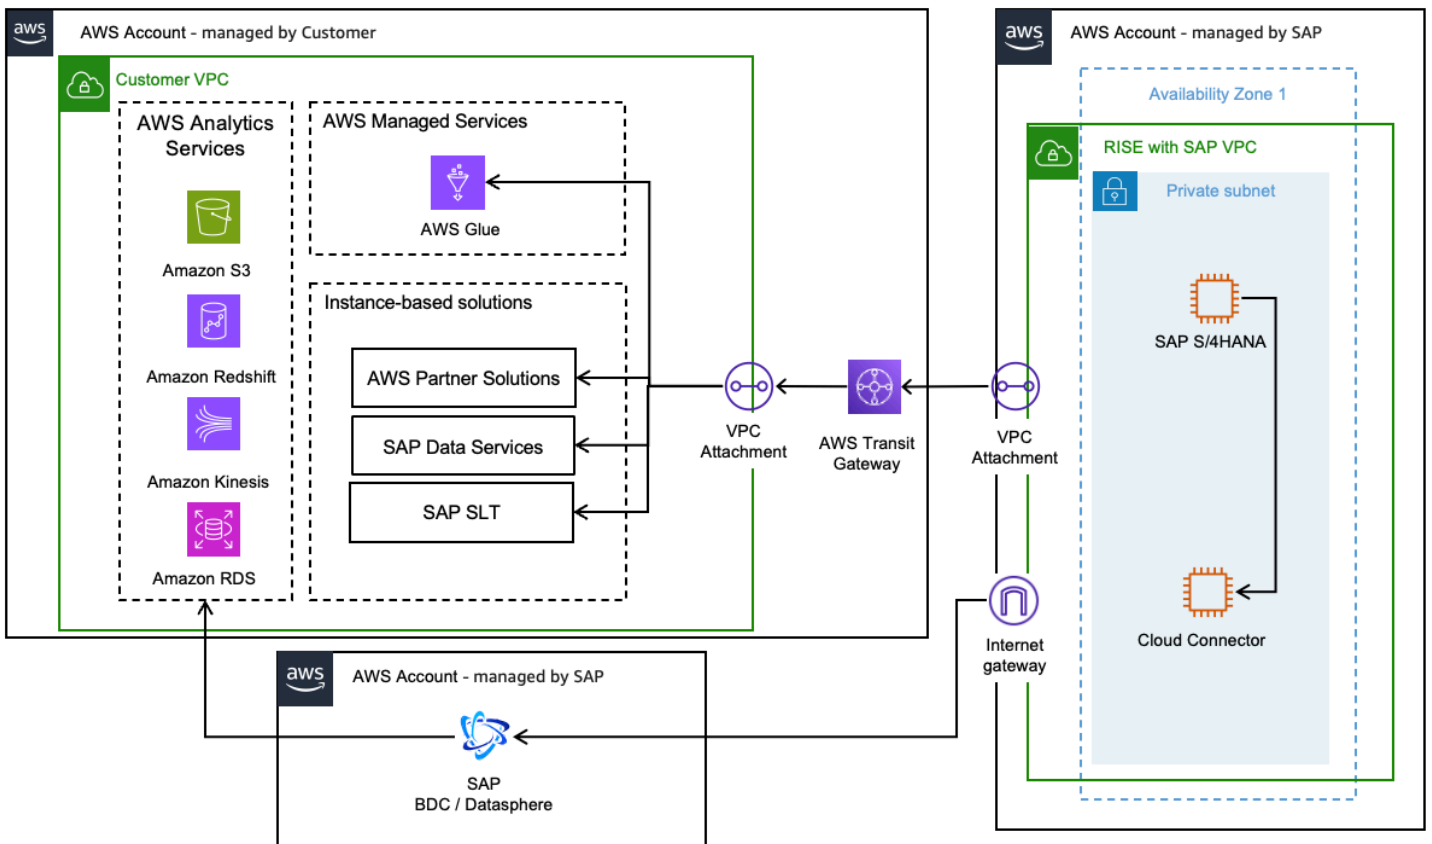 aws
AWS Account - managed by Customer
Customer VPC
AWS Analytics
Services
Amazon S3
Amazon Redshift
Amazon Kinesis
Amazon RDS
AWS Managed Services
AWS Glue
Instance-based solutions
AWS Partner Solutions
SAP Data Services
SAP SLT
VPC
Attachment
AWS Transit
Gateway
aws
AWS Account - managed by SAP
Availability Zone 1
RISE with SAP VPC
Private subnet
SAP S/4HANA
VPC
Attachment
Internet
gateway
Cloud Connector
aws
AWS Account - managed by SAP
SAP
BDC / Datasphere